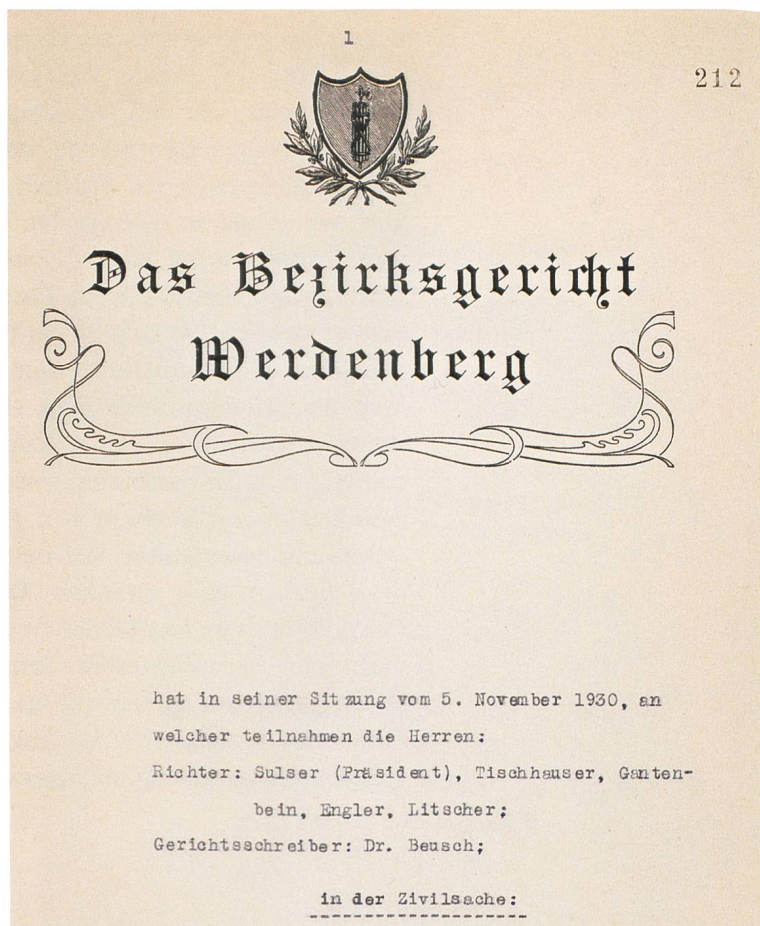 1
212
Das Bezirksgericht
Werdenberg
hat in seiner Sitzung vom 5. November 1930, an
welcher teilnahmen die Herren:
Richter: Sulser (Präsident), Tischhauser, Ganten-
bein, Engler, Litscher;
Gerichtsschreiber: Dr. Beusch;
in der Zivilsache: